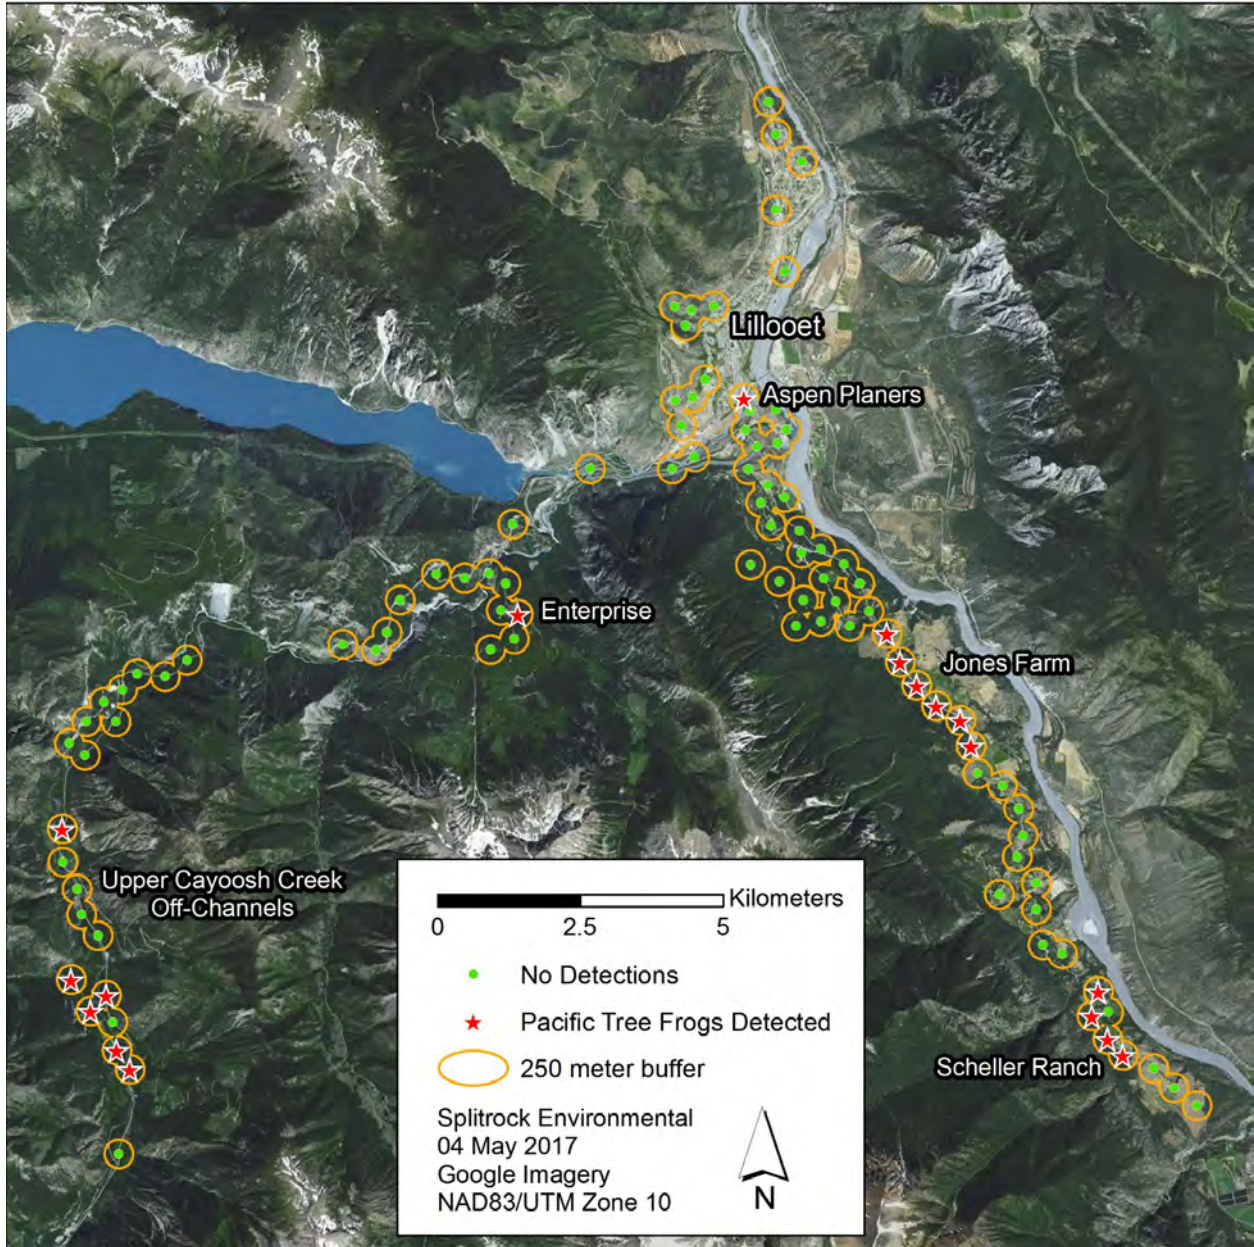 Lillooet
Aspen Planers
Enterprise
Jones Farm
Upper Cayoosh Creek
Off-Channels
Scheller Ranch
Kilometers
0 2.5 5
No Detections
Pacific Tree Frogs Detected
250 meter buffer
Splitrock Environmental
04 May 2017
Google Imagery
NAD83/UTM Zone 10
N